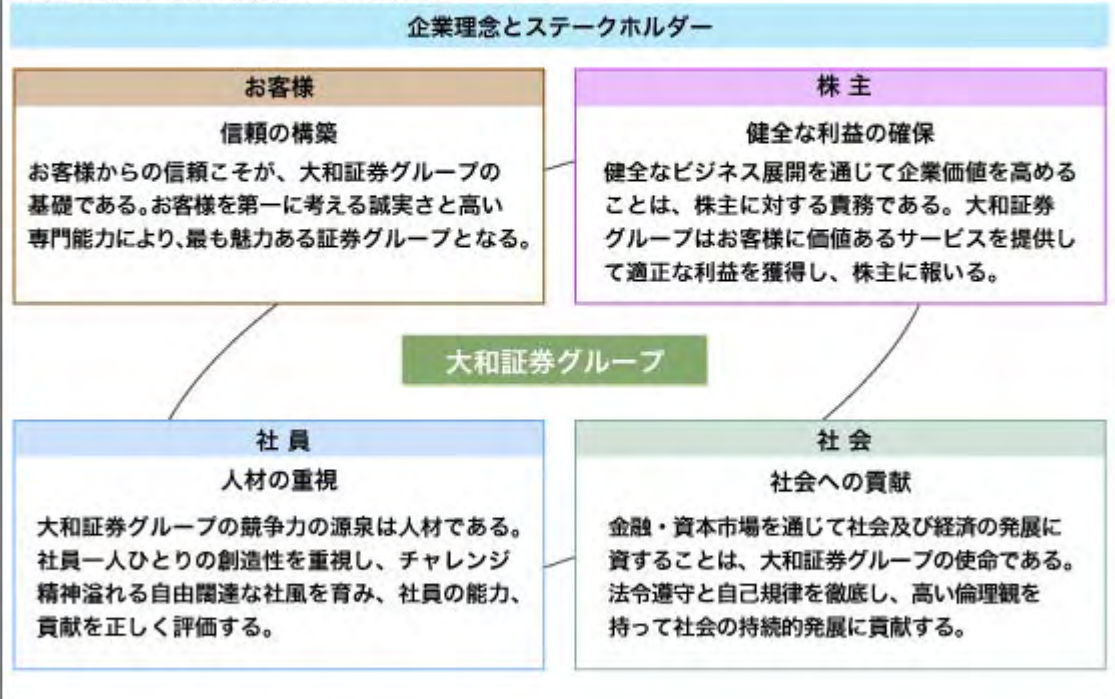 企業理念とステークホルダー
お客様
信頼の構築
お客様からの信頼こそが、大和証券グループの
基礎である。お客様を第一に考える誠実さと高い
専門能力により、最も魅力ある証券グループとなる。
株 主
健全な利益の確保
健全なビジネス展開を通じて企業価値を高める
ことは、株主に対する責務である。大和証券
グループはお客様に価値あるサービスを提供し
て適正な利益を獲得し、株主に報いる。
大和証券グループ
社 員
人材の重視
大和証券グループの競争力の源泉は人材である。
社員一人ひとりの創造性を重視し、チャレンジ
精神溢れる自由闊達な社風を育み、社員の能力、
貢献を正しく評価する。
社 会
社会への貢献
金融・資本市場を通じて社会及び経済の発展に
資することは、大和証券グループの使命である。
法令遵守と自己規律を徹底し、高い倫理観を
持って社会の持続的発展に貢献する。